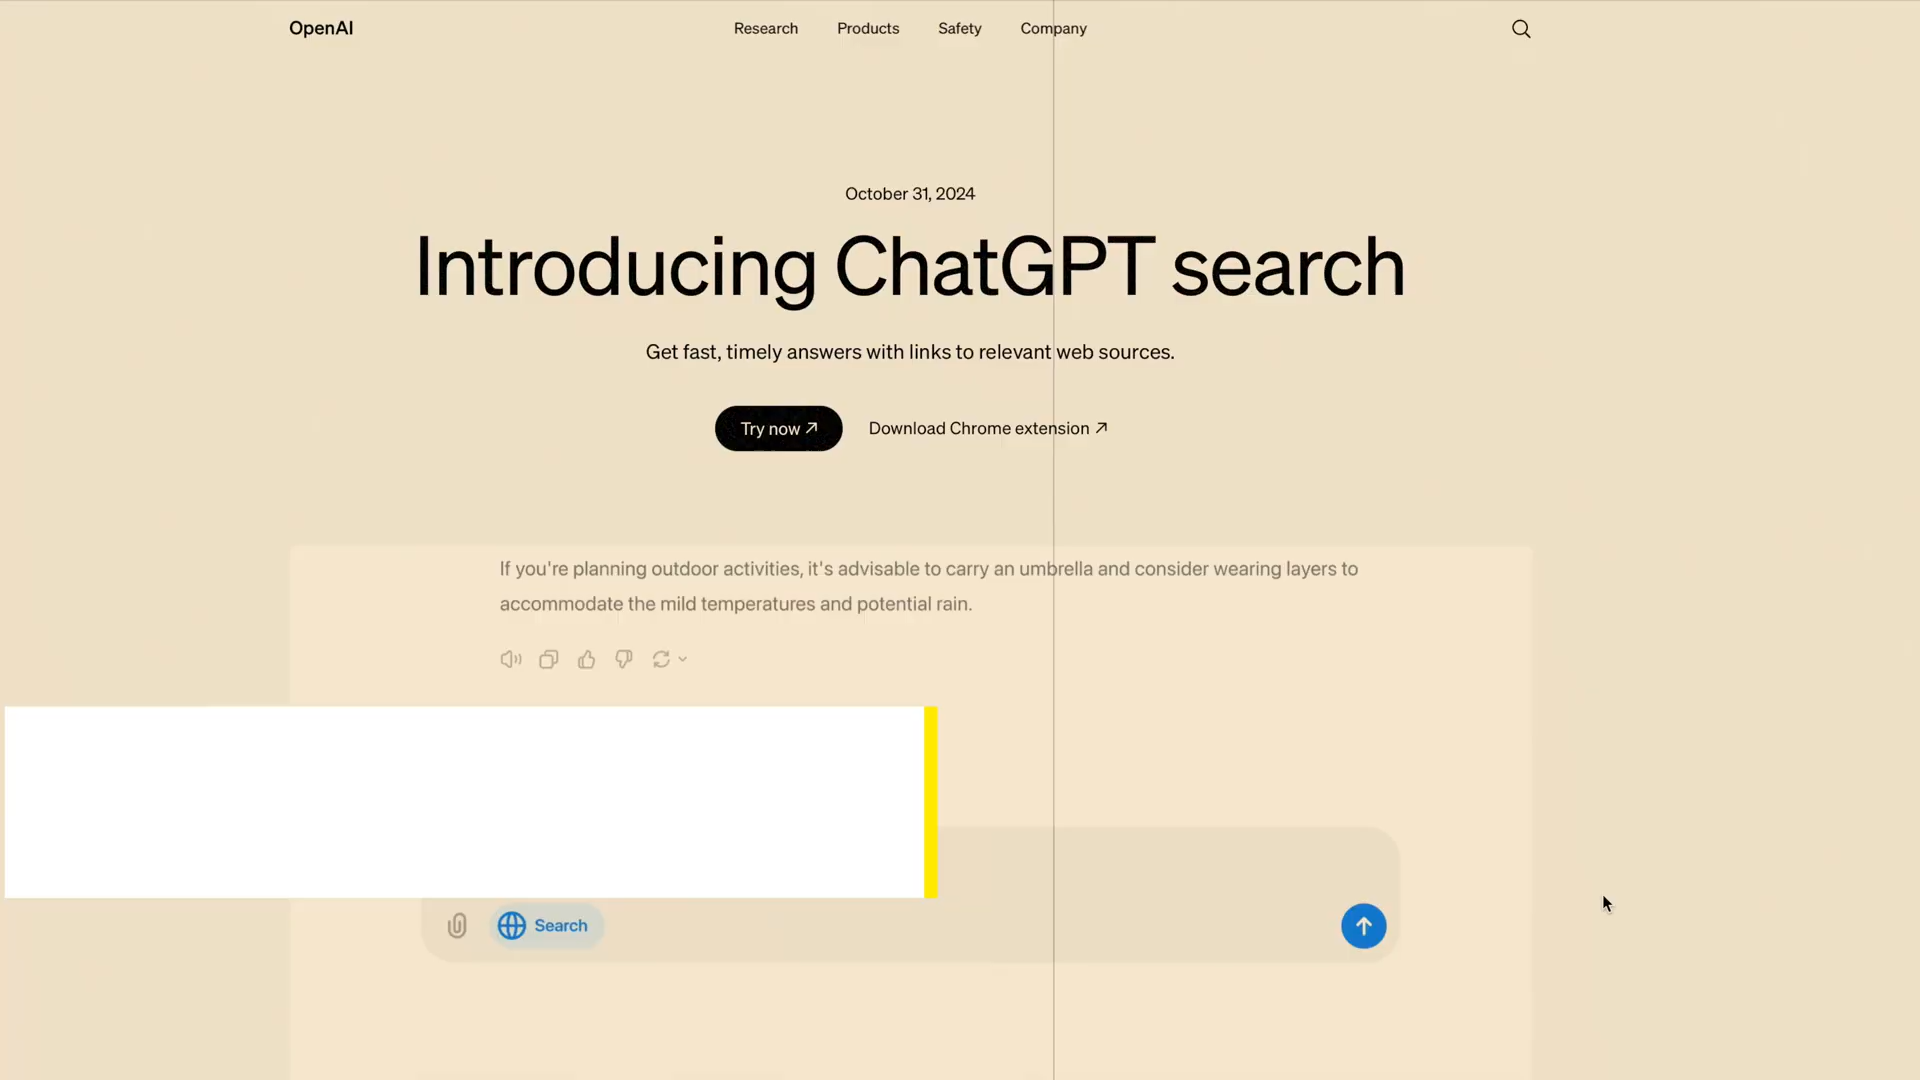 OpenAI
Research
Products
Safety
Company
October 31, 2024
Introducing ChatGPT search
Get fast, timely answers with links to relevant web sources.
Try now ↗
Download Chrome extension ↗
If you're planning outdoor activities, it's advisable to carry an umbrella and consider wearing layers to
accommodate the mild temperatures and potential rain.
Search